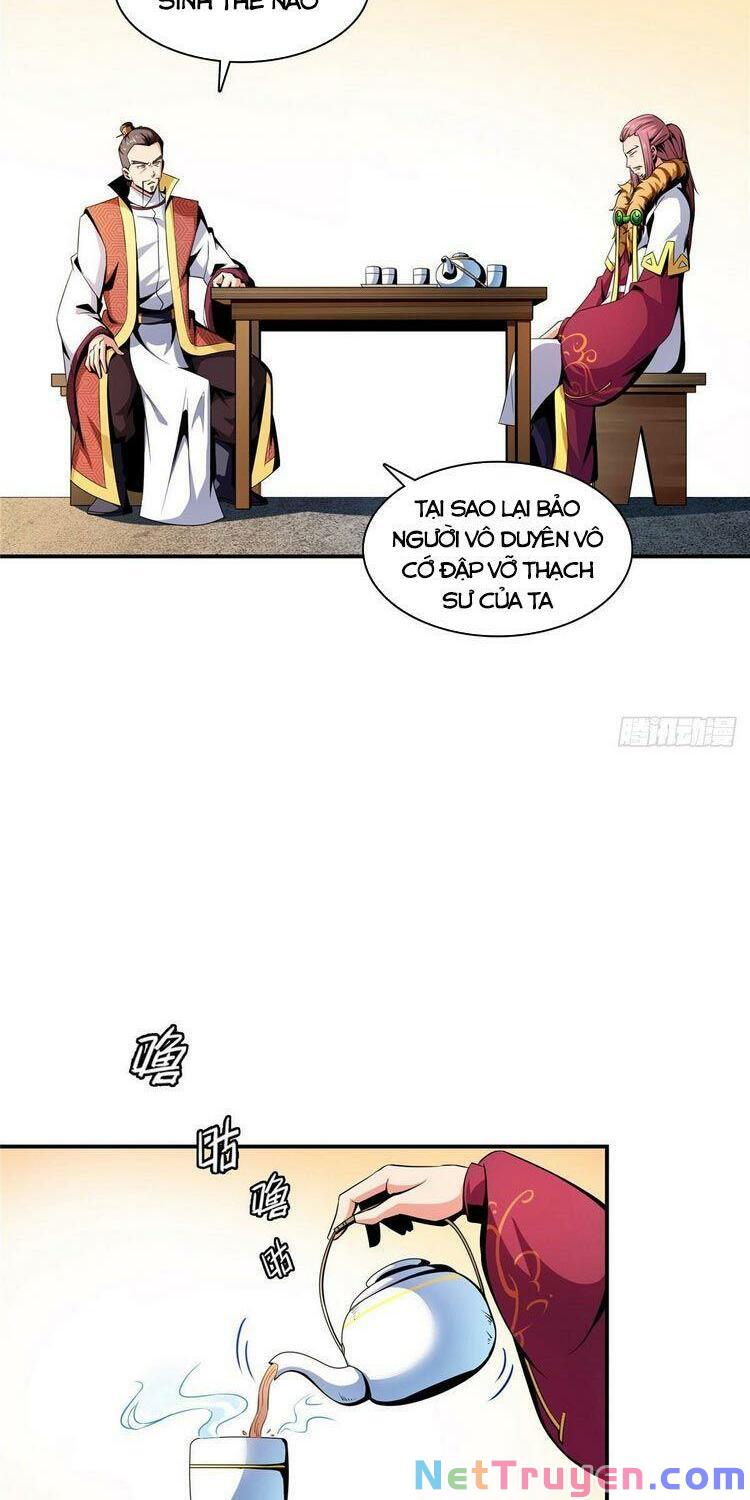 SINH THẾ NÀO
TẠI SAO LẠI BẢO
NGƯỜI VÔ DUYÊN VÔ
CỚ ĐẬP VỠ THẠCH
SƯ CỦA TA
腾讯动漫
噜
咕
噜
咕
NetTruyen.com